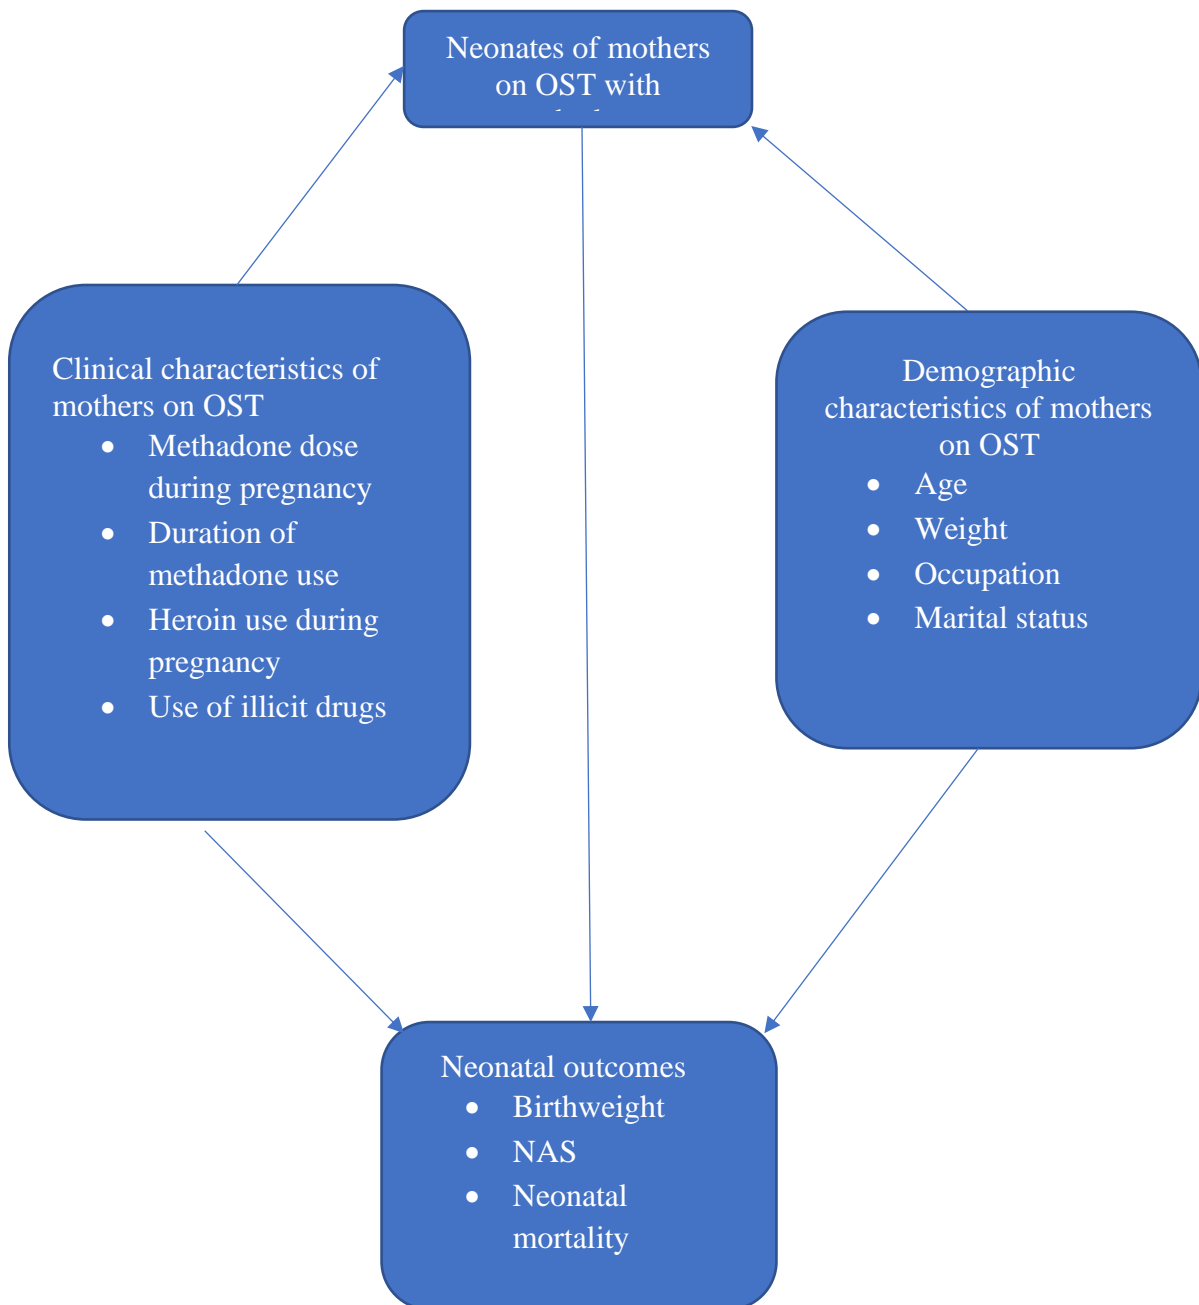 Neonates of mothers
on OST with
Clinical characteristics of
mothers on OST
• Methadone dose
during pregnancy
• Duration of
methadone use
• Heroin use during
pregnancy
• Use of illicit drugs
Demographic
characteristics of mothers
on OST
• Age
• Weight
• Occupation
• Marital status
Neonatal outcomes
• Birthweight
• NAS
• Neonatal
mortality